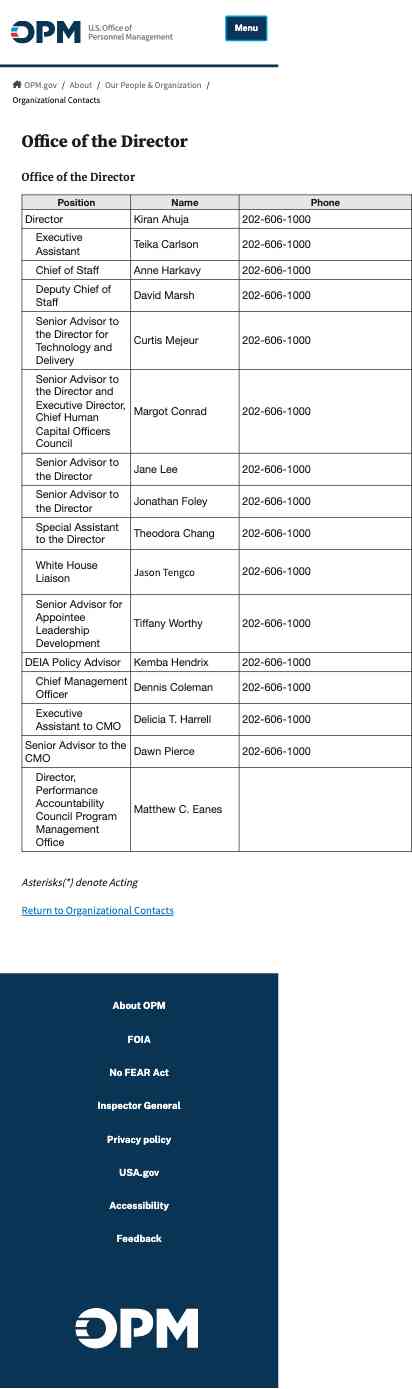 OPM U.S. Office of
Personnel Management
Menu
OPM.gov / About / Our People & Organization /
Organizational Contacts
Office of the Director
Office of the Director
Position Name Phone
Director Kiran Ahuja 202-606-1000
Executive
Assistant Teika Carlson 202-606-1000
Chief of Staff Anne Harkavy 202-606-1000
Deputy Chief of
Staff David Marsh 202-606-1000
Senior Advisor to
the Director for
Technology and
Delivery Curtis Mejeur 202-606-1000
Senior Advisor to
the Director and
Executive Director,
Chief Human
Capital Officers
Council Margot Conrad 202-606-1000
Senior Advisor to
the Director Jane Lee 202-606-1000
Senior Advisor to
the Director Jonathan Foley 202-606-1000
Special Assistant
to the Director Theodora Chang 202-606-1000
White House
Liaison Jason Tengco 202-606-1000
Senior Advisor for
Appointee
Leadership
Development Tiffany Worthy 202-606-1000
DEIA Policy Advisor Kemba Hendrix 202-606-1000
Chief Management
Officer Dennis Coleman 202-606-1000
Executive
Assistant to CMO Delicia T. Harrell 202-606-1000
Senior Advisor to the
CMO Dawn Pierce 202-606-1000
Director,
Performance
Accountability
Council Program
Management
Office Matthew C. Eanes
Asterisks(*) denote Acting
Return to Organizational Contacts
About OPM
FOIA
No FEAR Act
Inspector General
Privacy policy
USA.gov
Accessibility
Feedback
OPM